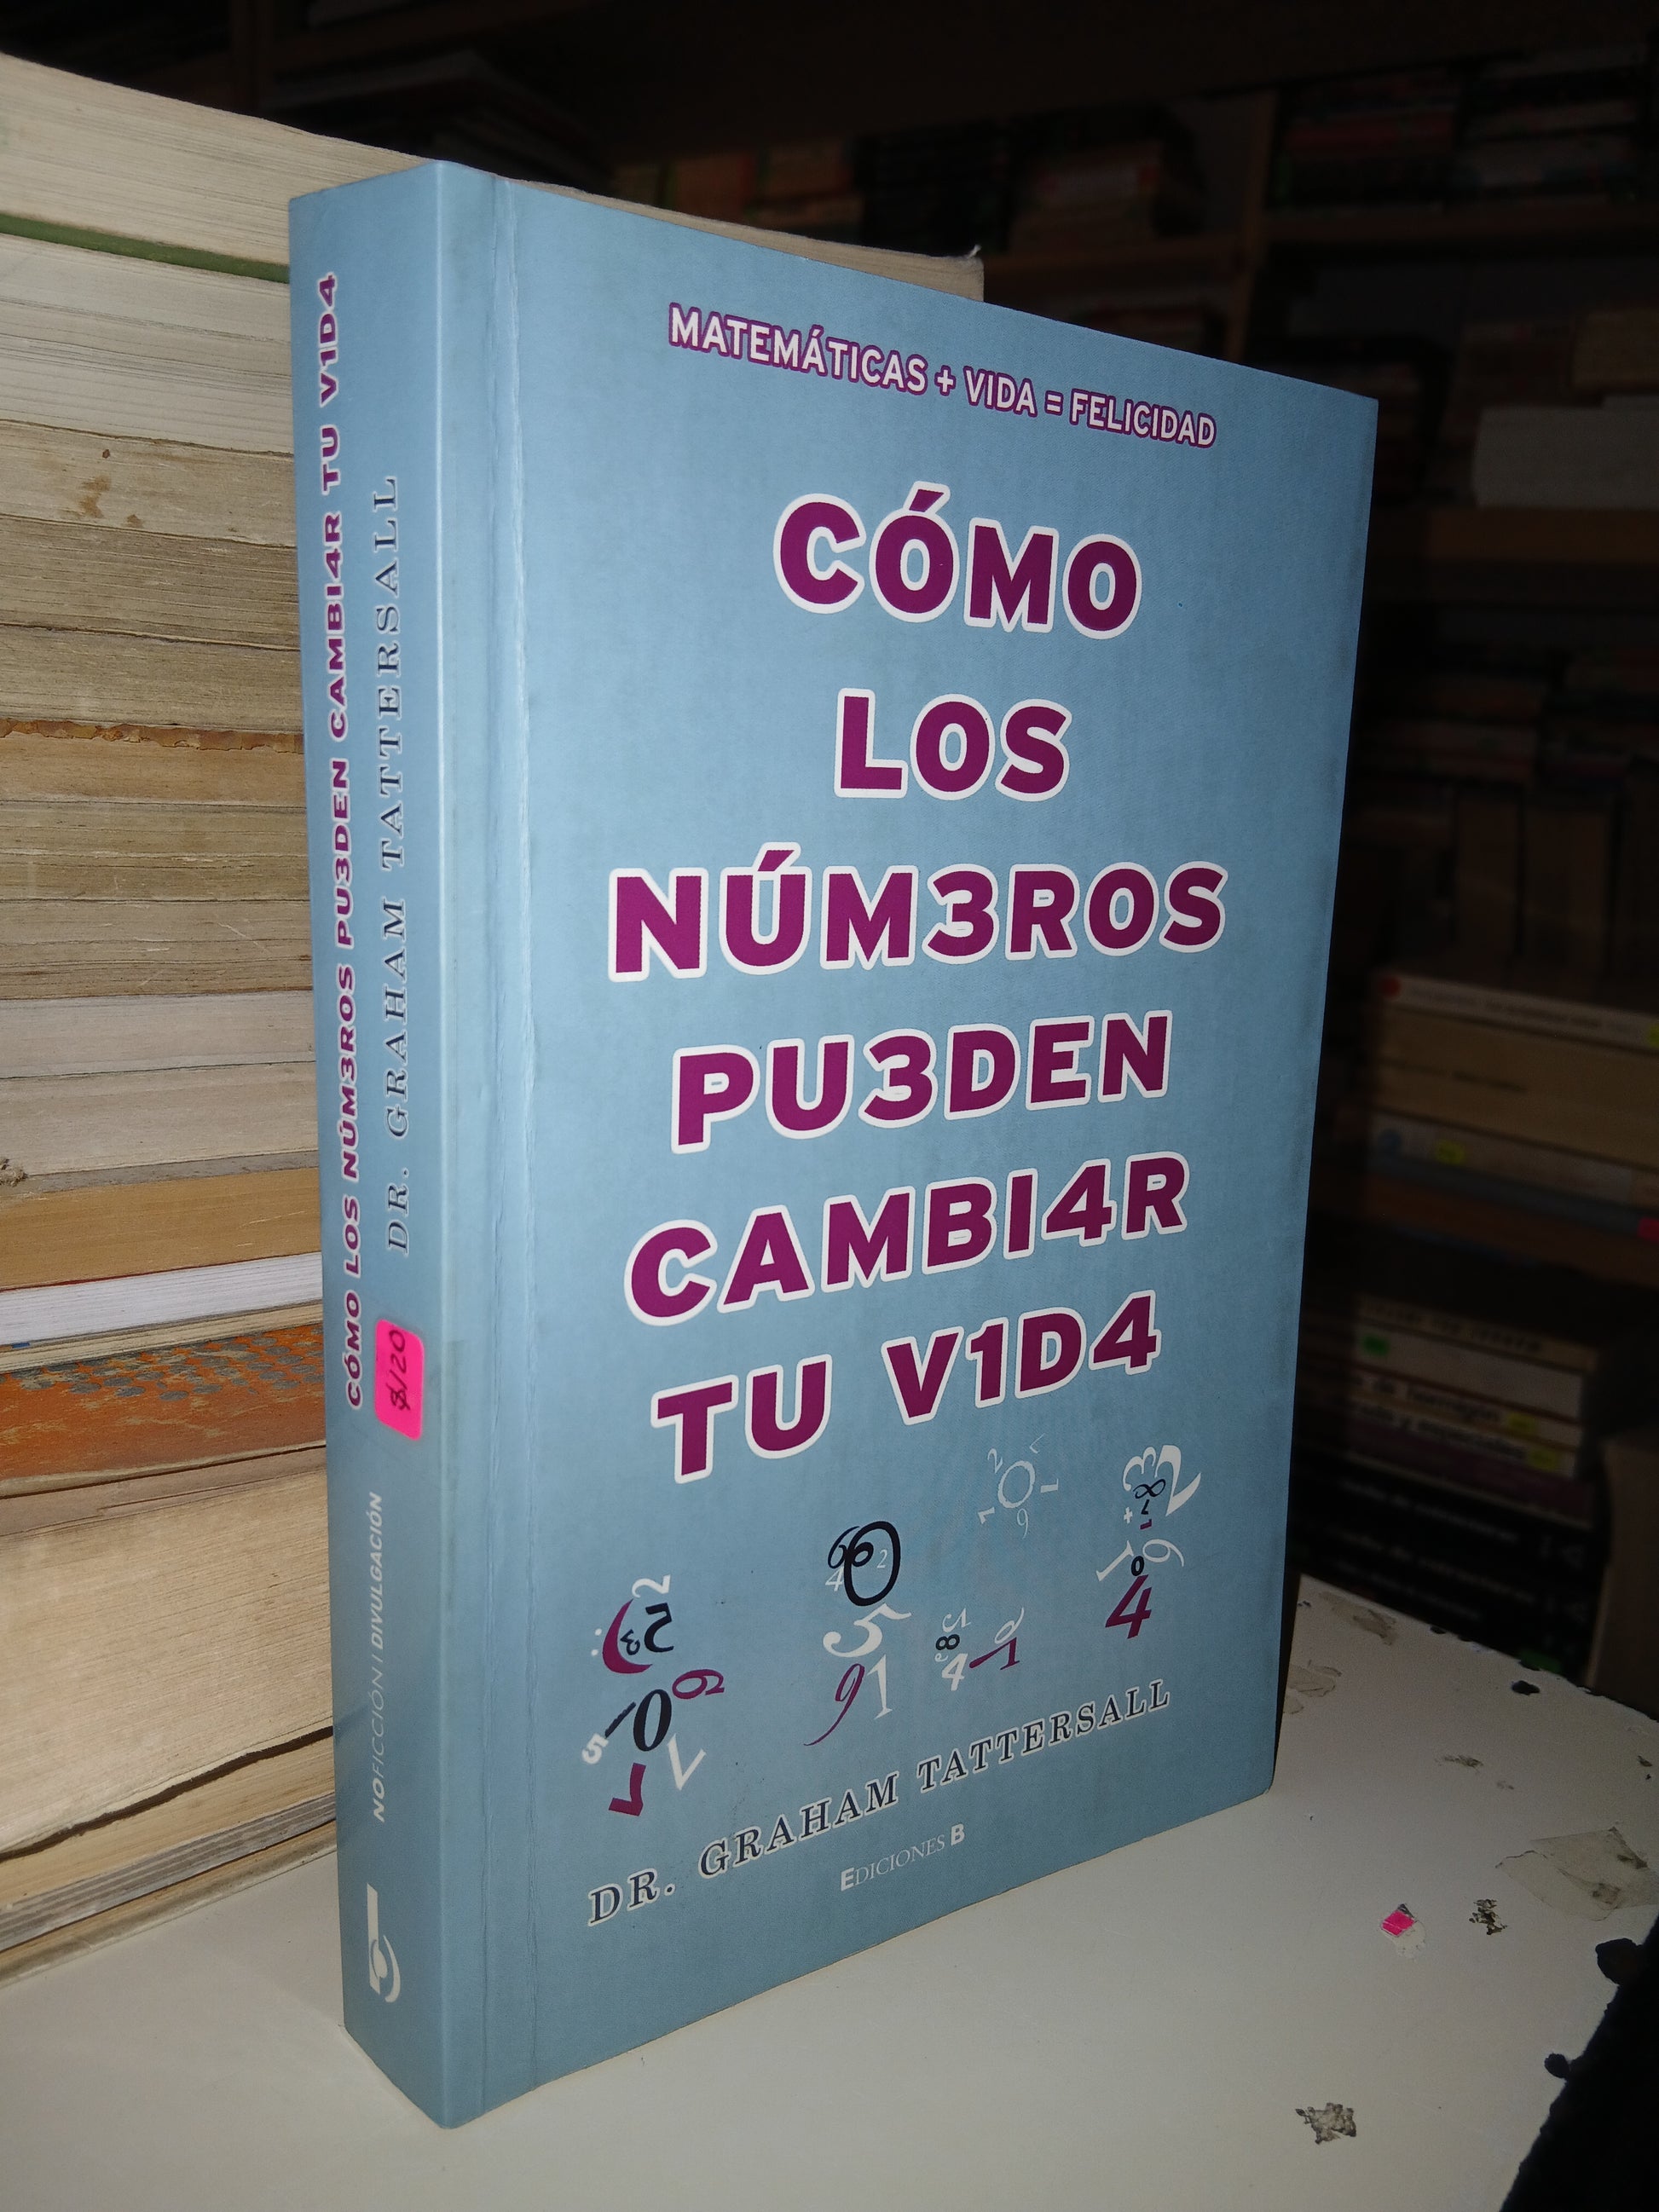 MATEMÁTICAS + VIDA = FELICIDAD
CÓMO
LOS
NÚM3ROS
PU3DEN
CAMBI4R
TU V1D4
DR. GRAHAM TATTERSALL
EDICIONES B
CÓMO LOS NÚM3ROS PU3DEN CAMBI4R TU V1D4
DR. GRAHAM TATTERSALL
$120
NOFICCIÓN / DIVULGACIÓN